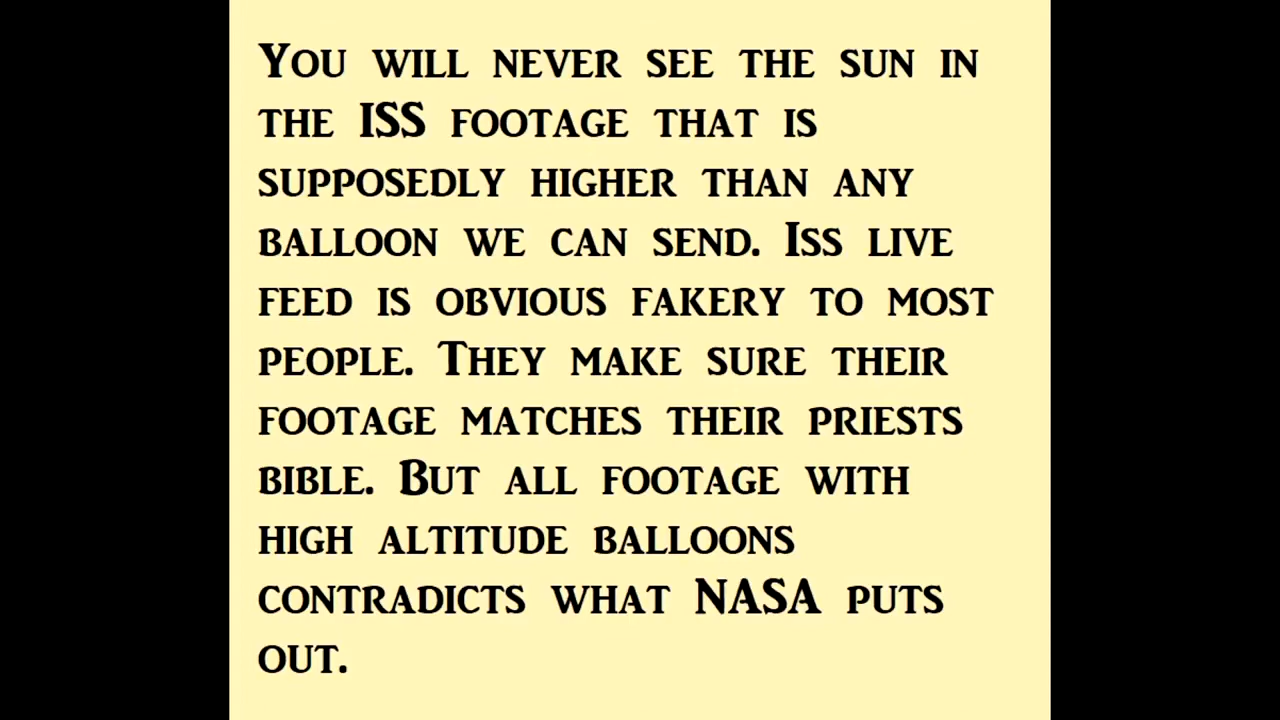 You will never see the sun in
the ISS footage that is
supposedly higher than any
balloon we can send. Iss live
feed is obvious fakery to most
people. They make sure their
footage matches their priests
bible. But all footage with
high altitude balloons
contradicts what NASA puts
out.